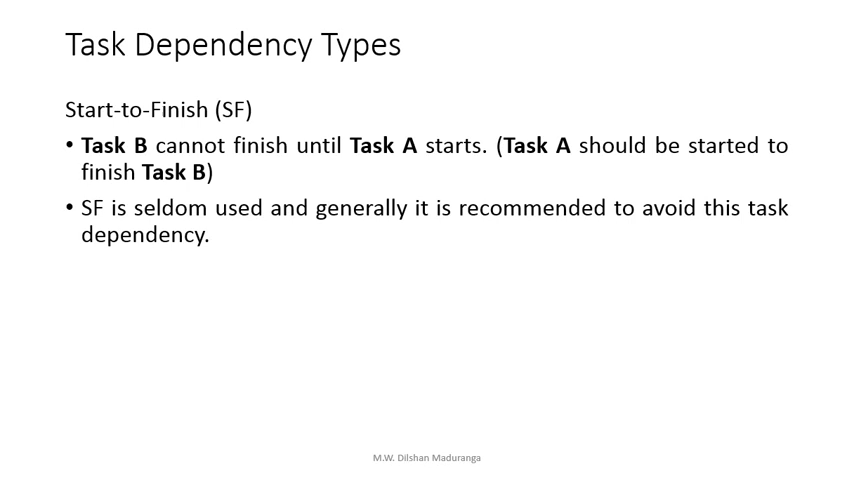 Task Dependency Types
Start-to-Finish (SF)
• Task B cannot finish until Task A starts. (Task A should be started to
finish Task B)
• SF is seldom used and generally it is recommended to avoid this task
dependency.
M.W. Dilshan Maduranga